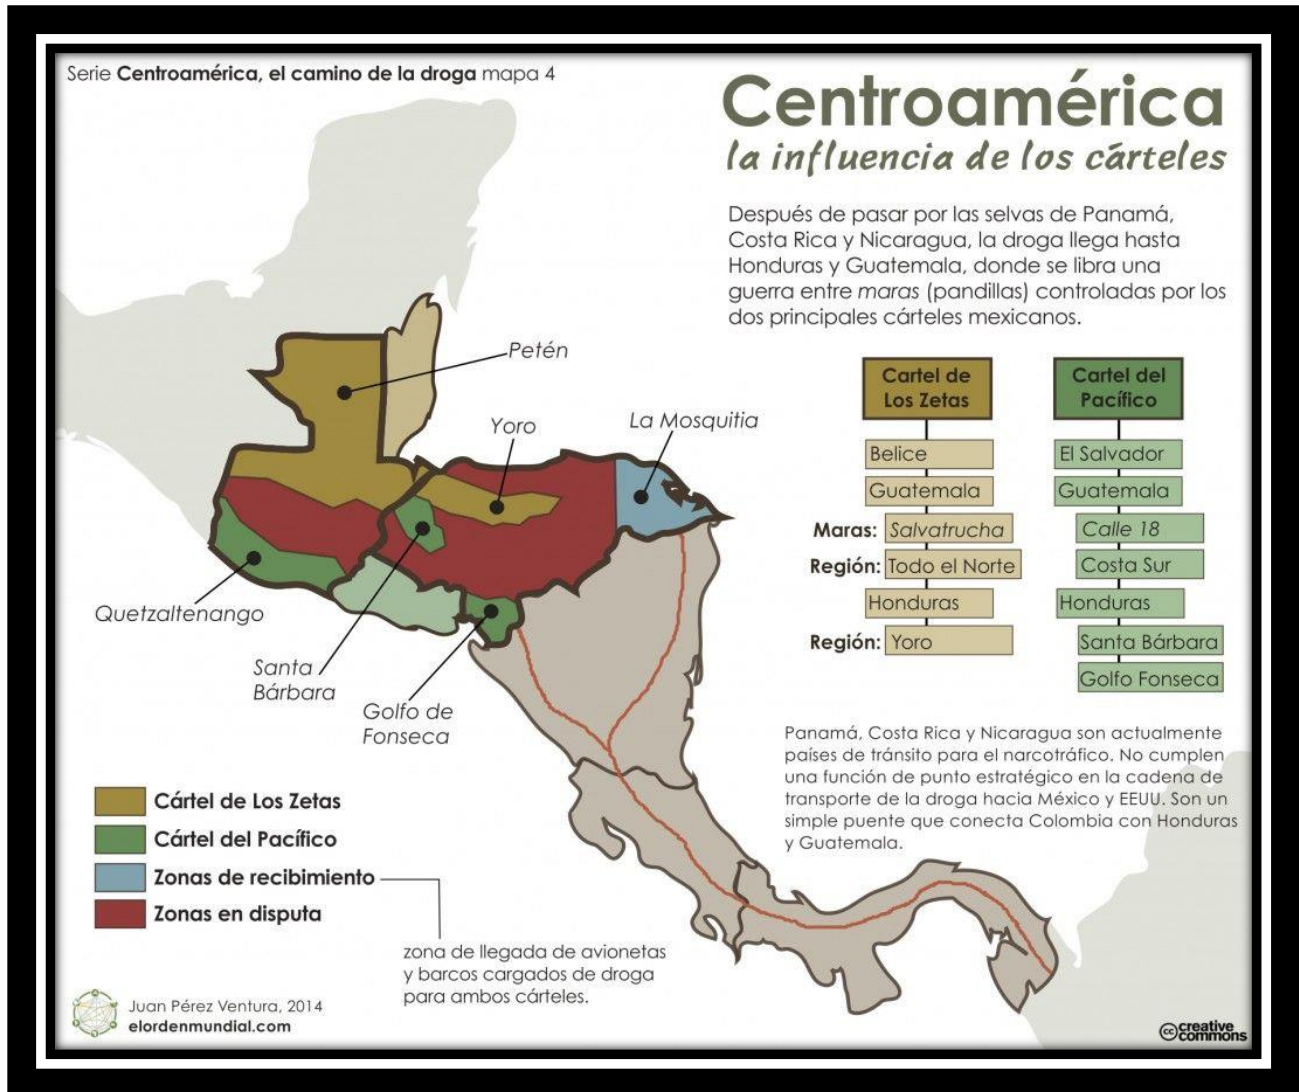 Serie Centroamérica, el camino de la droga mapa 4
Centroamérica
la influencia de los cárteles
Después de pasar por las selvas de Panamá,
Costa Rica y Nicaragua, la droga llega hasta
Honduras y Guatemala, donde se libra una
guerra entre maras (pandillas) controladas por los
dos principales cárteles mexicanos.
Petén
Yoro
La Mosquitia
Quetzaltenango
Santa
Bárbara
Golfo de
Fonseca
Cartel de
Los Zetas
Belice
Guatemala
Maras: Salvatrucha
Región: Todo el Norte
Honduras
Región: Yoro
Cartel del
Pacífico
El Salvador
Guatemala
Calle 18
Costa Sur
Honduras
Santa Bárbara
Golfo Fonseca
Panamá, Costa Rica y Nicaragua son actualmente
países de tránsito para el narcotráfico. No cumplen
una función de punto estratégico en la cadena de
transporte de la droga hacia México y EEUU. Son un
simple puente que conecta Colombia con Honduras
y Guatemala.
Cártel de Los Zetas
Cártel del Pacífico
Zonas de recibimiento
Zonas en disputa
zona de llegada de avionetas
y barcos cargados de droga
para ambos cárteles.
Juan Pérez Ventura, 2014
elordenmundial.com
cc creative
commons